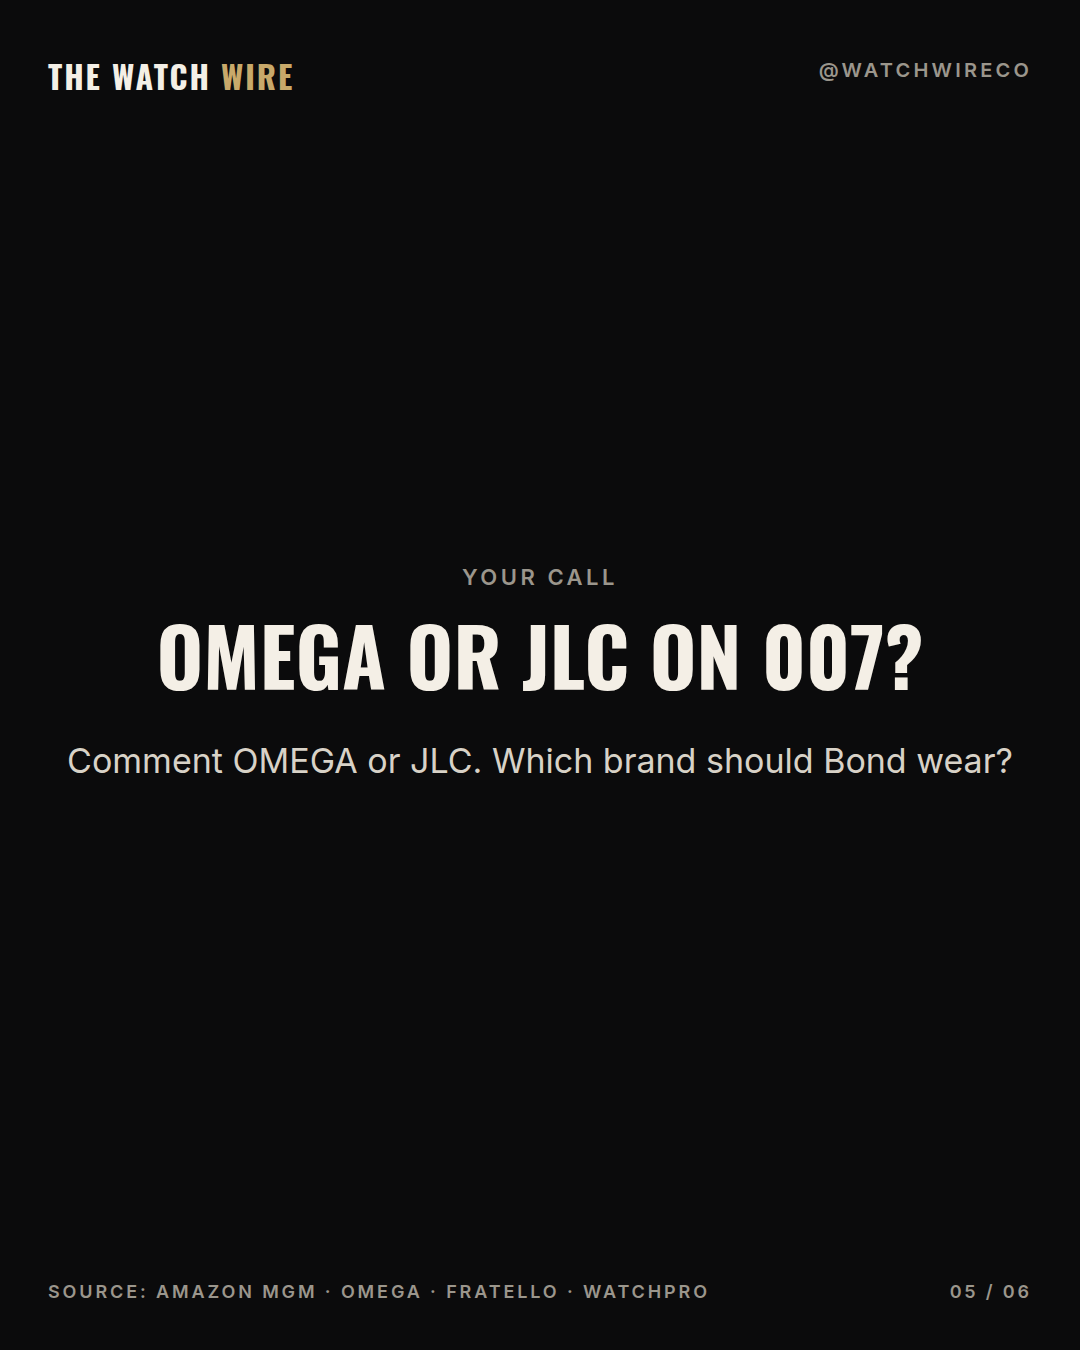 THE WATCH WIRE
@WATCHWIRECO
YOUR CALL
OMEGA OR JLC ON 007?
Comment OMEGA or JLC. Which brand should Bond wear?
SOURCE: AMAZON MGM · OMEGA · FRATELLO · WATCHPRO
05 / 06